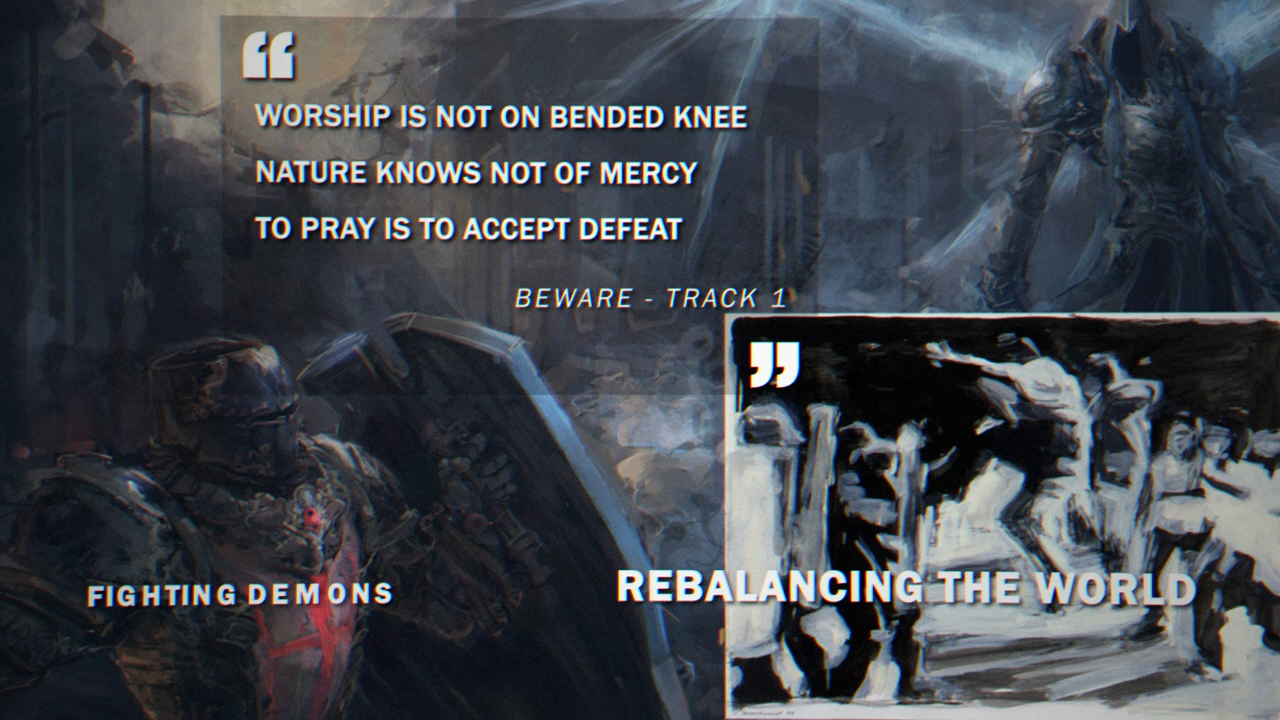 “
WORSHIP IS NOT ON BENDED KNEE
NATURE KNOWS NOT OF MERCY
TO PRAY IS TO ACCEPT DEFEAT
BEWARE - TRACK 1
”
FIGHTING DEMONS
REBALANCING THE WORLD